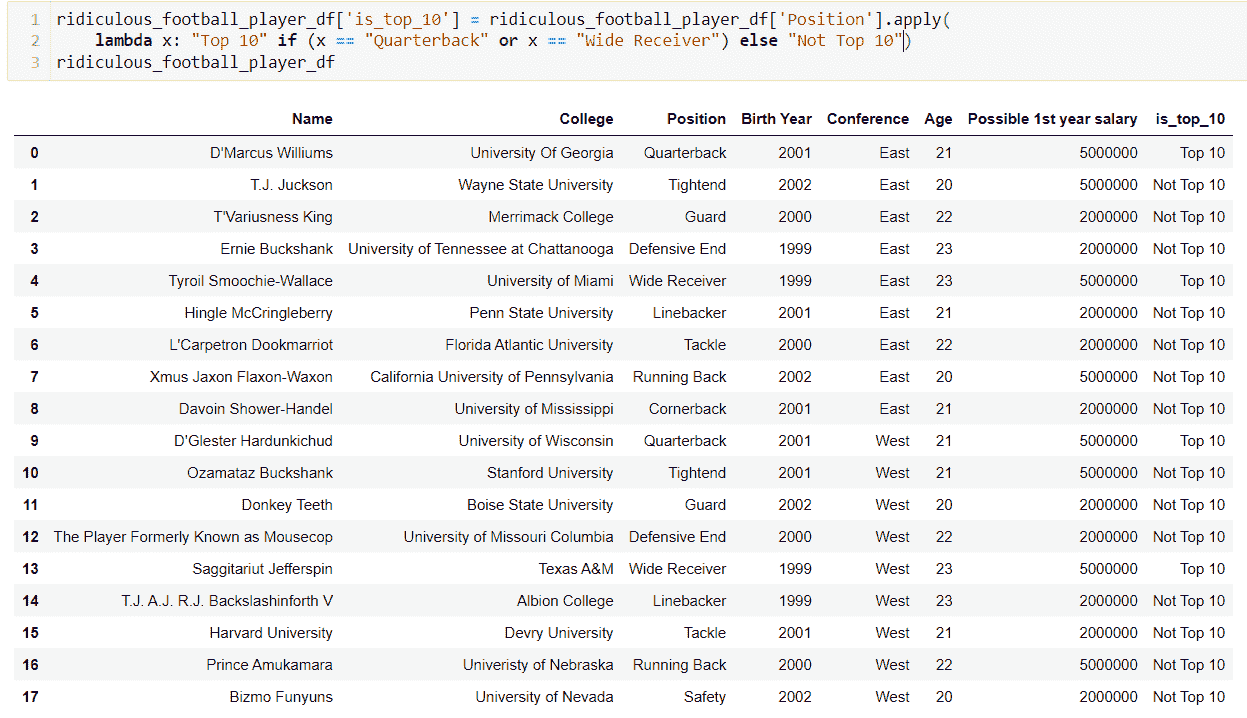 1 ridiculous_football_player_df['is_top_10'] = ridiculous_football_player_df['Position'].apply(
2 lambda x: "Top 10" if (x == "Quarterback" or x == "Wide Receiver") else "Not Top 10")
3 ridiculous_football_player_df
Name College Position Birth Year Conference Age Possible 1st year salary is_top_10
0 D'Marcus Williums University Of Georgia Quarterback 2001 East 21 5000000 Top 10
1 T.J. Juckson Wayne State University Tightend 2002 East 20 5000000 Not Top 10
2 T'Variusness King Merrimack College Guard 2000 East 22 2000000 Not Top 10
3 Ernie Buckshank University of Tennessee at Chattanooga Defensive End 1999 East 23 2000000 Not Top 10
4 Tyroil Smoochie-Wallace University of Miami Wide Receiver 1999 East 23 5000000 Top 10
5 Hingle McCringleberry Penn State University Linebacker 2001 East 21 2000000 Not Top 10
6 L'Carpetron Dookmarriot Florida Atlantic University Tackle 2000 East 22 2000000 Not Top 10
7 Xmus Jaxon Flaxon-Waxon California University of Pennsylvania Running Back 2002 East 20 5000000 Not Top 10
8 Davoin Shower-Handel University of Mississippi Cornerback 2001 East 21 2000000 Not Top 10
9 D'Glester Hardunkichud University of Wisconsin Quarterback 2001 West 21 5000000 Top 10
10 Ozamataz Buckshank Stanford University Tightend 2001 West 21 5000000 Not Top 10
11 Donkey Teeth Boise State University Guard 2002 West 20 2000000 Not Top 10
12 The Player Formerly Known as Mousecop University of Missouri Columbia Defensive End 2000 West 22 2000000 Not Top 10
13 Saggitariut Jefferspin Texas A&M Wide Receiver 1999 West 23 5000000 Top 10
14 T.J. A.J. R.J. Backslashinforth V Albion College Linebacker 1999 West 23 2000000 Not Top 10
15 Harvard University Devry University Tackle 2001 West 21 2000000 Not Top 10
16 Prince Amukamara Univeristy of Nebraska Running Back 2000 West 22 5000000 Not Top 10
17 Bizmo Funyuns University of Nevada Safety 2002 West 20 2000000 Not Top 10